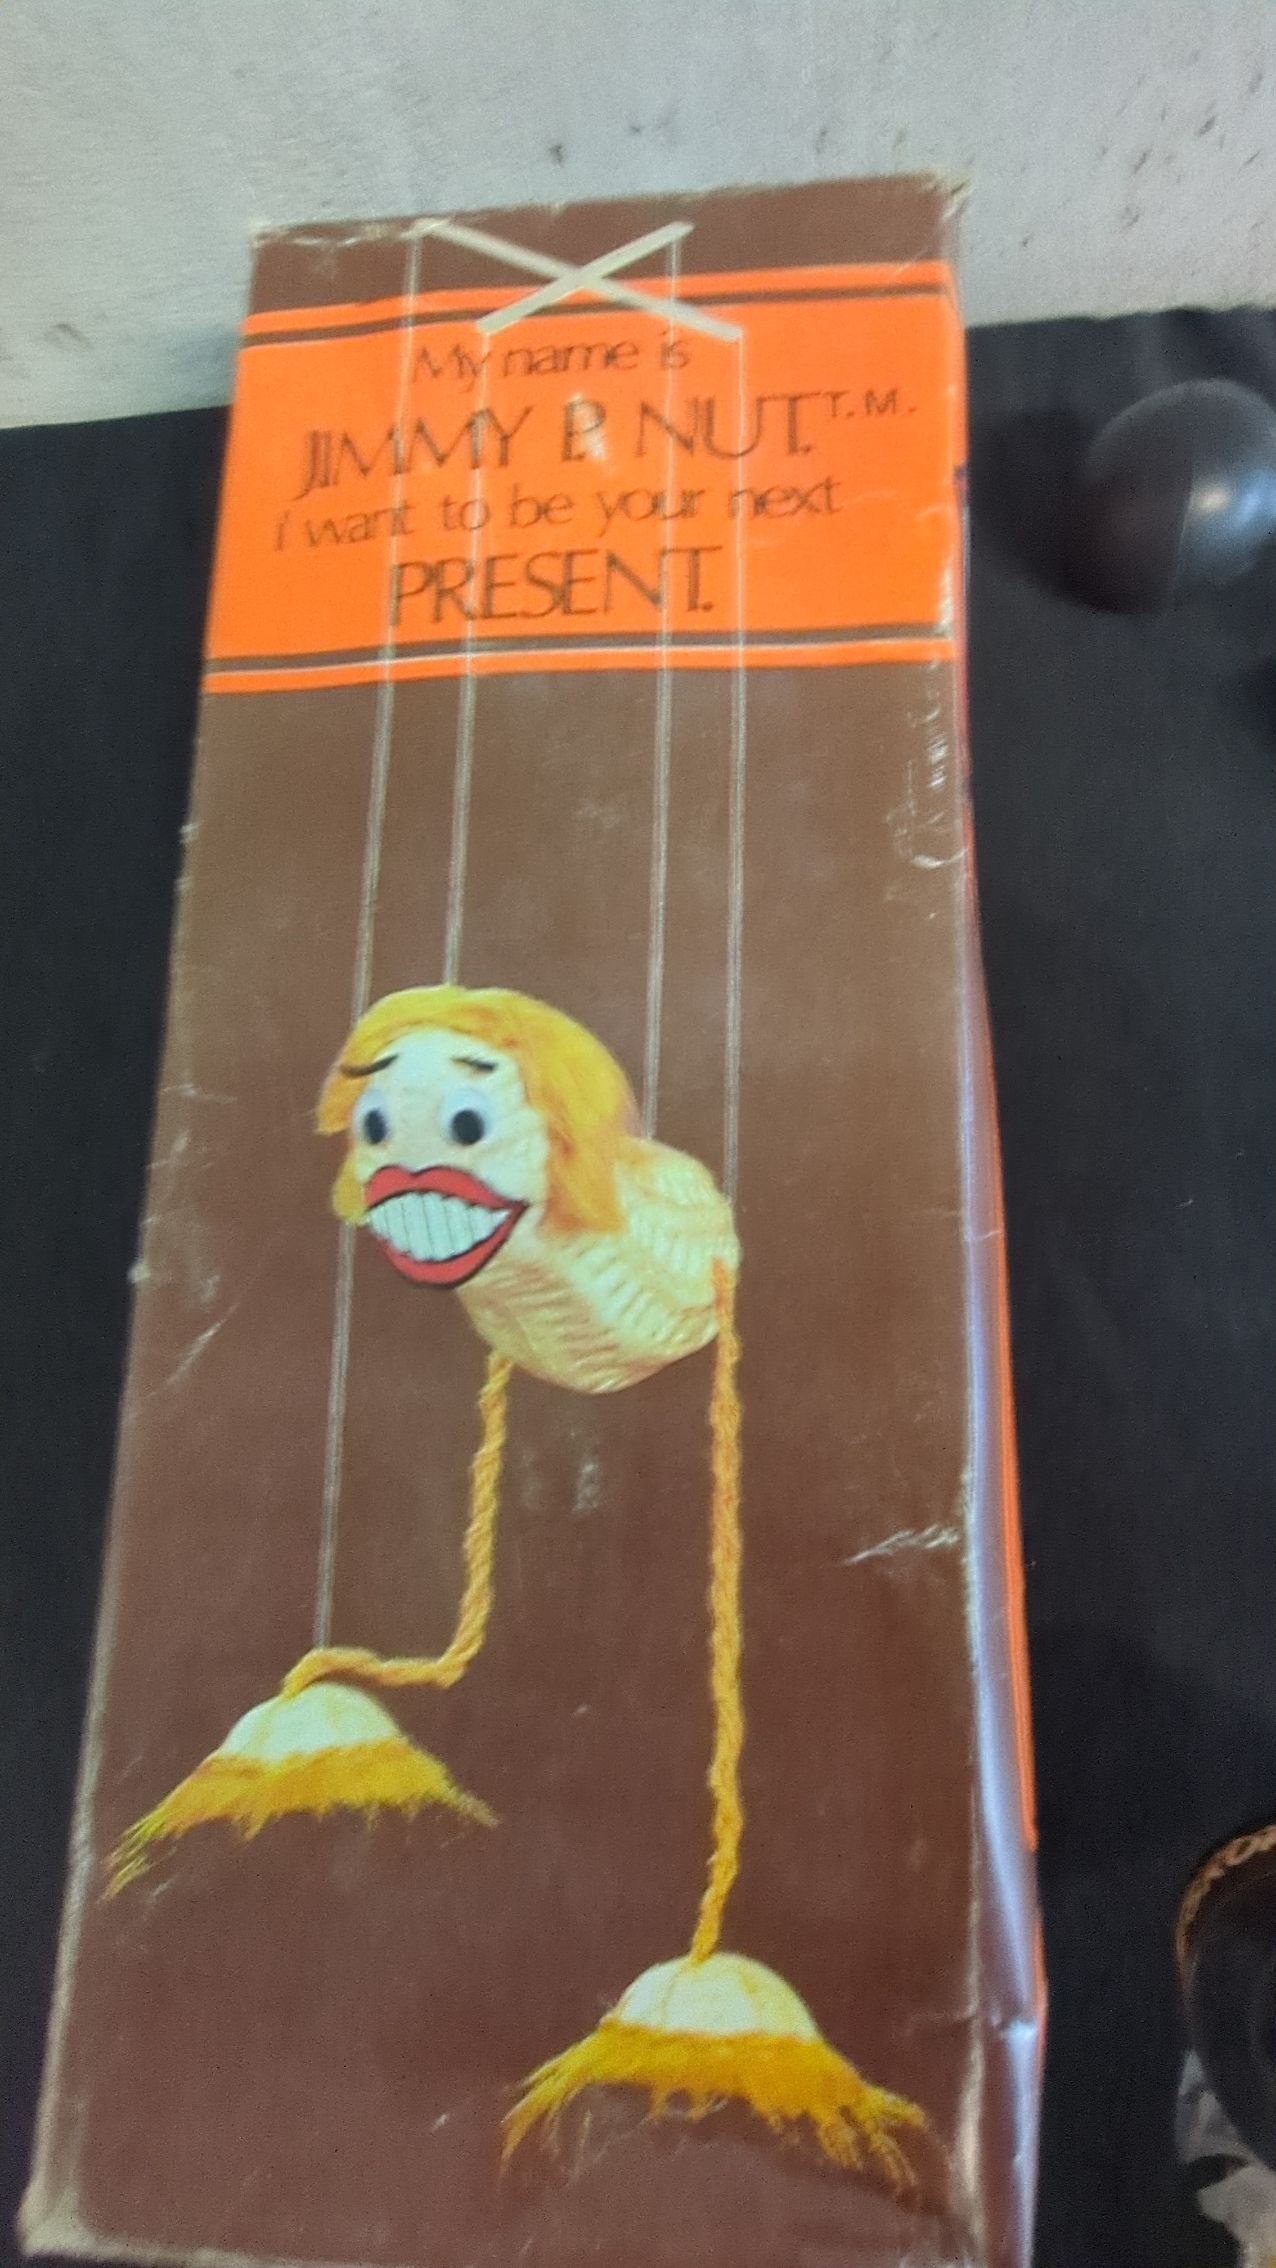 My name is
JIMMY P. NUT. T.M.
i want to be your next
PRESENT.